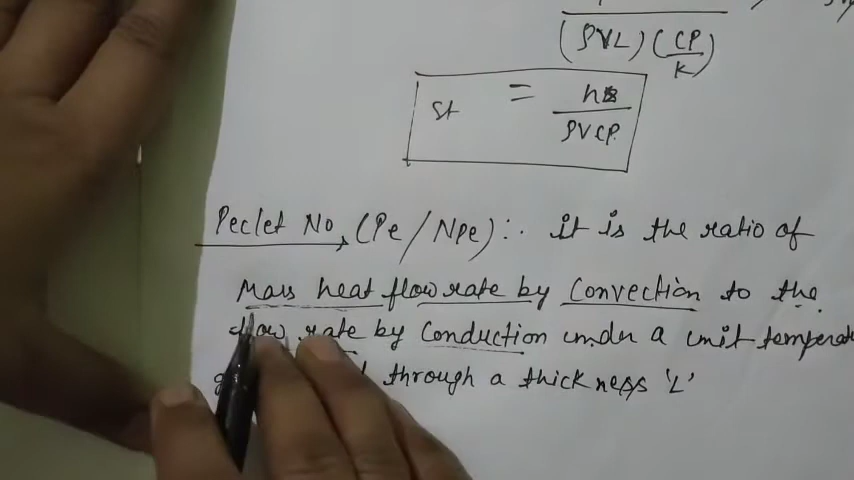 (ρVL) (CP/K)
St = h/ρVCP
Peclet No, (Pe/NPe):. it is the ratio of
Mass heat flow rate by Convection to the
flow rate by Conduction under a unit temperat
through a thickness 'L'